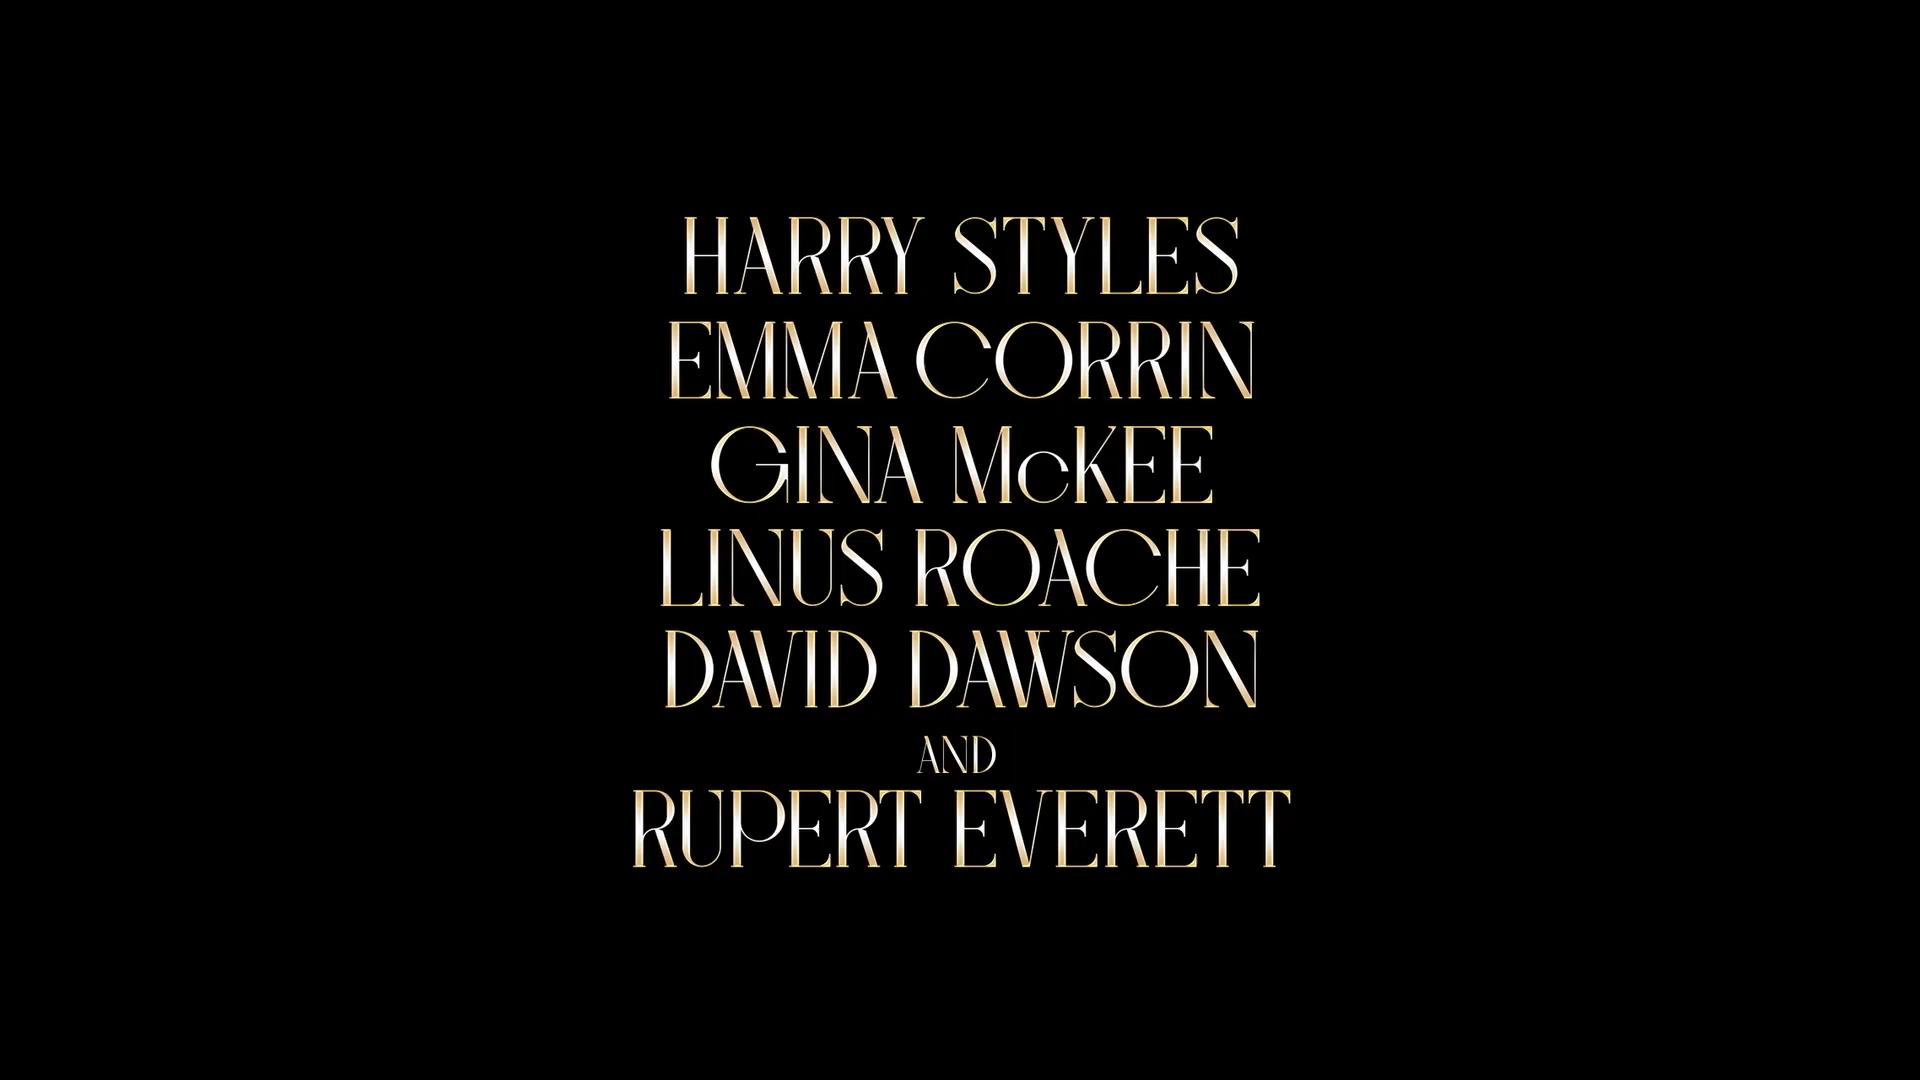 HARRY STYLES
EMMA CORRIN
GINA McKEE
LINUS ROACHE
DAVID DAWSON
AND
RUPERT EVERETT